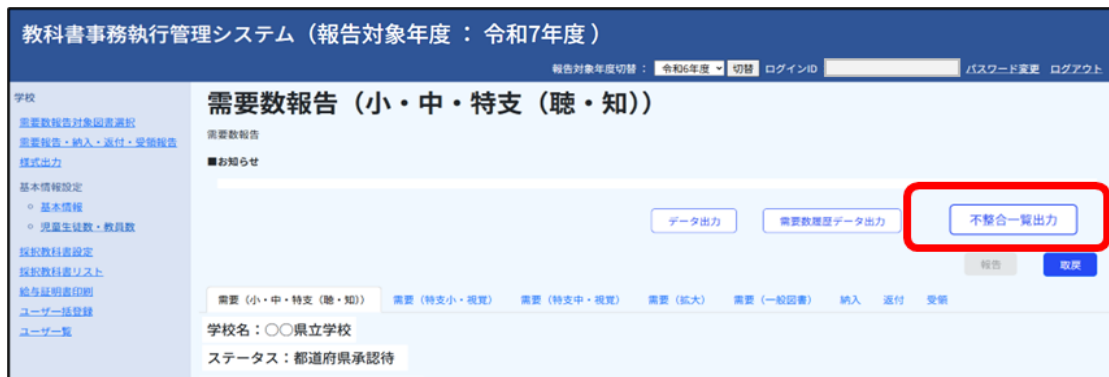 教科書事務執行管理システム（報告対象年度 ： 令和7年度 ）
報告対象年度切替 ： 令和6年度 切替 ログインID パスワード変更 ログアウト
学校
需要数報告対象図書選択
需要報告・納入・返付・受領報告
様式出力
基本情報設定
基本情報
児童生徒数・教員数
採択教科書設定
採択教科書リスト
給与証明書印刷
ユーザー括登録
ユーザー覧
需要数報告（小・中・特支（聴・知））
需要数報告
■お知らせ
データ出力 需要数履歴データ出力 不整合一覧出力
報告 取戻
需要（小・中・特支（聴・知）） 需要（特支小・視覚） 需要（特支中・視覚） 需要（拡大） 需要（一般図書） 納入 返付 受領
学校名：○○県立学校
ステータス：都道府県承認待